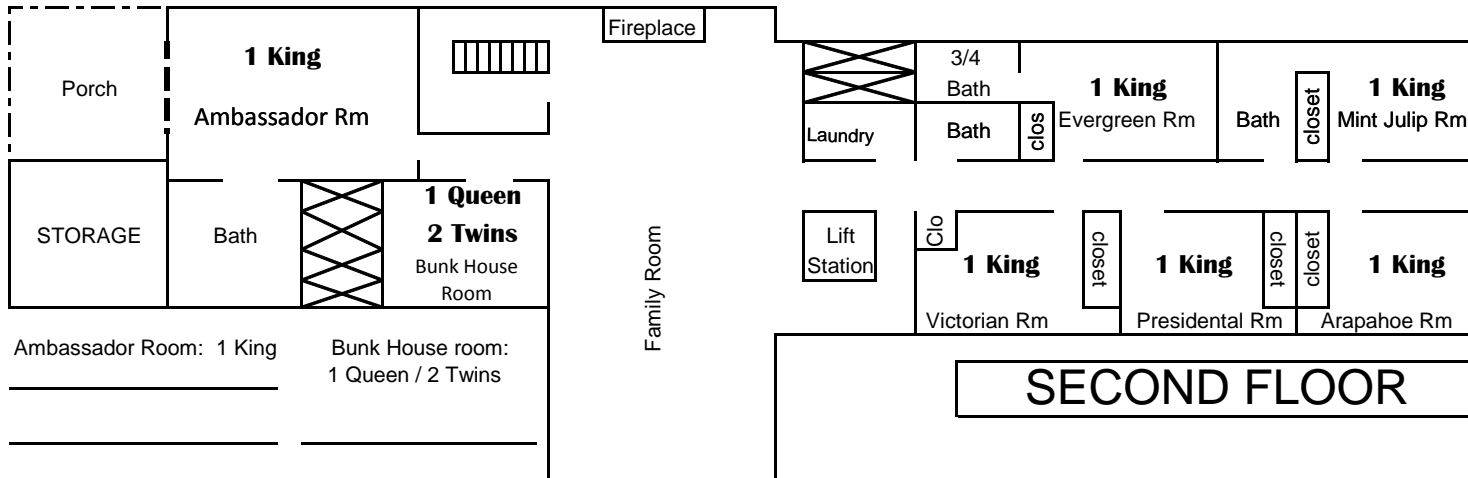 Fireplace
Porch
1 King
Ambassador Rm
3/4
Bath
1 King
Evergreen Rm
Bath
closet
1 King
Mint Julip Rm
Laundry
Bath
clos
STORAGE
Bath
1 Queen
2 Twins
Bunk House
Room
Family Room
Lift
Station
Clo
1 King
Victorian Rm
closet
1 King
Presidental Rm
closet
closet
1 King
Arapahoe Rm
Ambassador Room: 1 King
Bunk House room:
1 Queen / 2 Twins
SECOND FLOOR